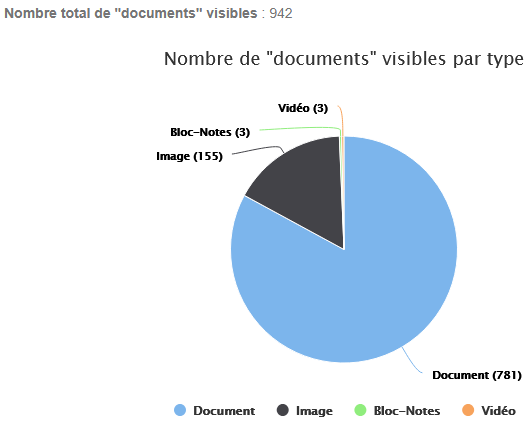 Nombre total de "documents" visibles : 942
Nombre de "documents" visibles par type
Vidéo (3)
Bloc-Notes (3)
Image (155)
Document (781)
Document Image Bloc-Notes Vidéo